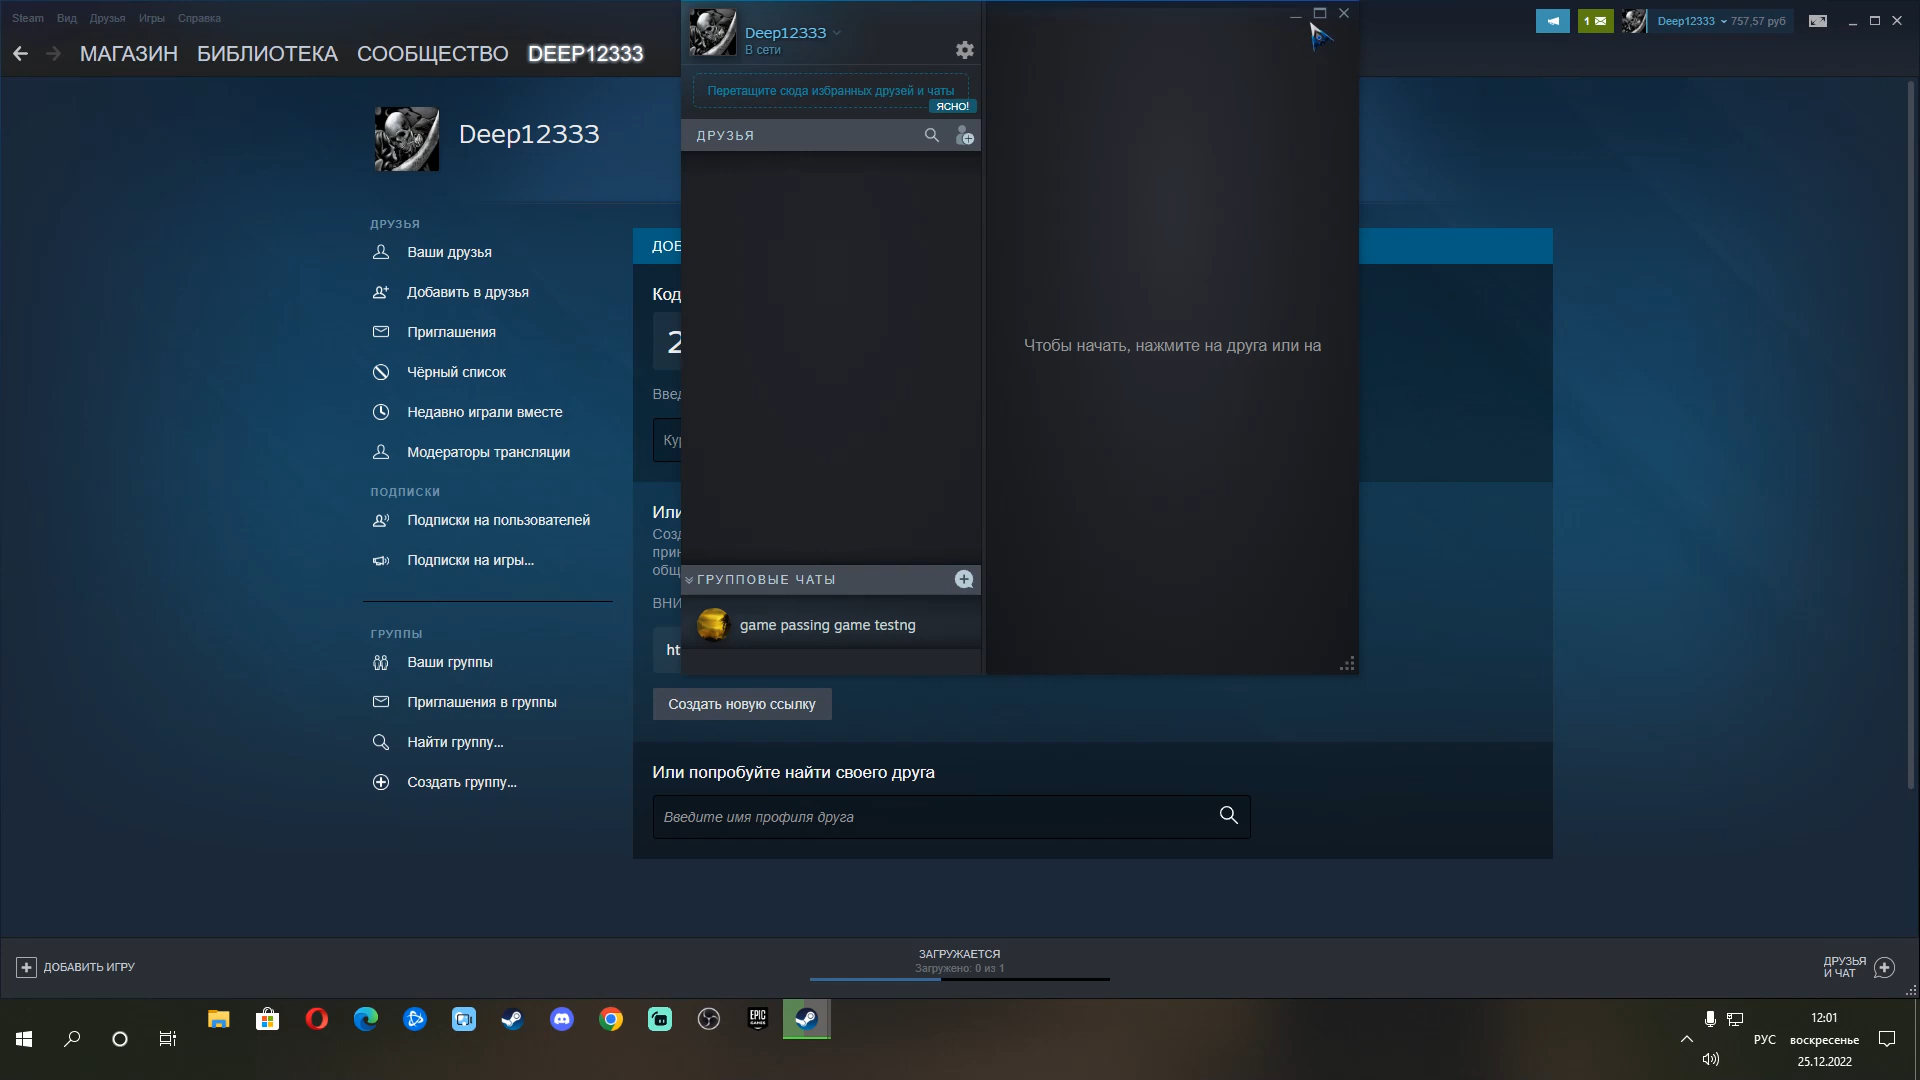 Steam Вид Друзья Игры Справка
МАГАЗИН БИБЛИОТЕКА СООБЩЕСТВО DEEP12333
1
Deep12333 757,57 руб
Deep12333
В сети
Перетащите сюда избранных друзей и чаты
ЯСНО!
ДРУЗЬЯ
Чтобы начать, нажмите на друга или на
ГРУППОВЫЕ ЧАТЫ
game passing game testng
Deep12333
ДРУЗЬЯ
Ваши друзья
Добавить в друзья
Приглашения
Чёрный список
Недавно играли вместе
Модераторы трансляции
ПОДПИСКИ
Подписки на пользователей
Подписки на игры...
ГРУППЫ
Ваши группы
Приглашения в группы
Найти группу...
Создать группу...
ДОБ
Код
2
Введ
Или
Созд
прин
общ
ВНИ
ht
Создать новую ссылку
Или попробуйте найти своего друга
Введите имя профиля друга
ДОБАВИТЬ ИГРУ
ЗАГРУЖАЕТСЯ
Загружено: 0 из 1
ДРУЗЬЯ
И ЧАТ
EPIC
GAMES
РУС
12:01
воскресенье
25.12.2022